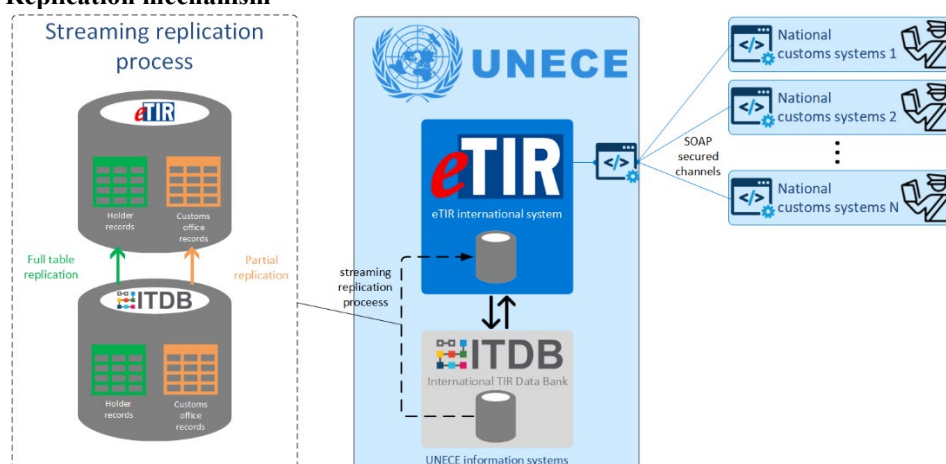 Replication mechanism
Streaming replication
process
eTIR
Holder
records
Customs
office
records
Full table
replication
Partial
replication
ITDB
Holder
records
Customs
office
records
UNECE
eTIR
eTIR international system
streaming
replication
proceess
ITDB
International TIR Data Bank
UNECE information systems
</>
SOAP
secured
channels
</>
National
customs systems 1
</>
National
customs systems 2
</>
National
customs systems N